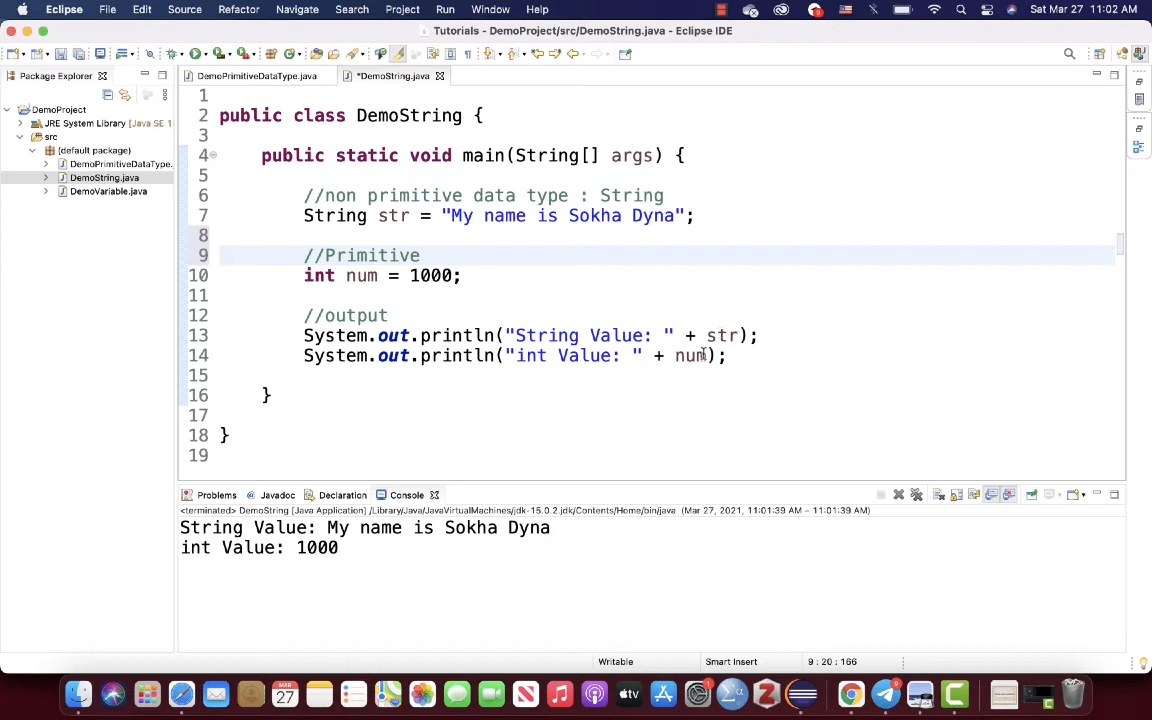 Eclipse File Edit Source Refactor Navigate Search Project Run Window Help Sat Mar 27 11:02 AM
Tutorials - DemoProject/src/DemoString.java - Eclipse IDE
Package Explorer
DemoPrimitiveDataType.java *DemoString.java
DemoProject
JRE System Library [Java SE 1
src
(default package)
DemoPrimitiveDataType.
DemoString.java
DemoVariable.java
1
2 public class DemoString {
3
4 public static void main(String[] args) {
5
6 //non primitive data type : String
7 String str = "My name is Sokha Dyna";
8
9 //Primitive
10 int num = 1000;
11
12 //output
13 System.out.println("String Value: " + str);
14 System.out.println("int Value: " + num);
15
16 }
17
18 }
19
Problems Javadoc Declaration Console
<terminated> DemoString [Java Application] /Library/Java/JavaVirtualMachines/jdk-15.0.2.jdk/Contents/Home/bin/java (Mar 27, 2021, 11:01:39 AM – 11:01:39 AM)
String Value: My name is Sokha Dyna
int Value: 1000
Writable Smart Insert 9 : 20 : 166
MAR
27
tv